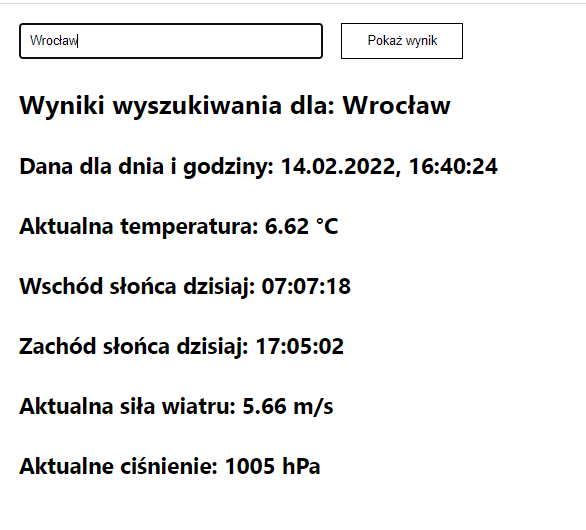 Wrocław
Pokaż wynik
Wyniki wyszukiwania dla: Wrocław
Dana dla dnia i godziny: 14.02.2022, 16:40:24
Aktualna temperatura: 6.62 °C
Wschód słońca dzisiaj: 07:07:18
Zachód słońca dzisiaj: 17:05:02
Aktualna siła wiatru: 5.66 m/s
Aktualne ciśnienie: 1005 hPa